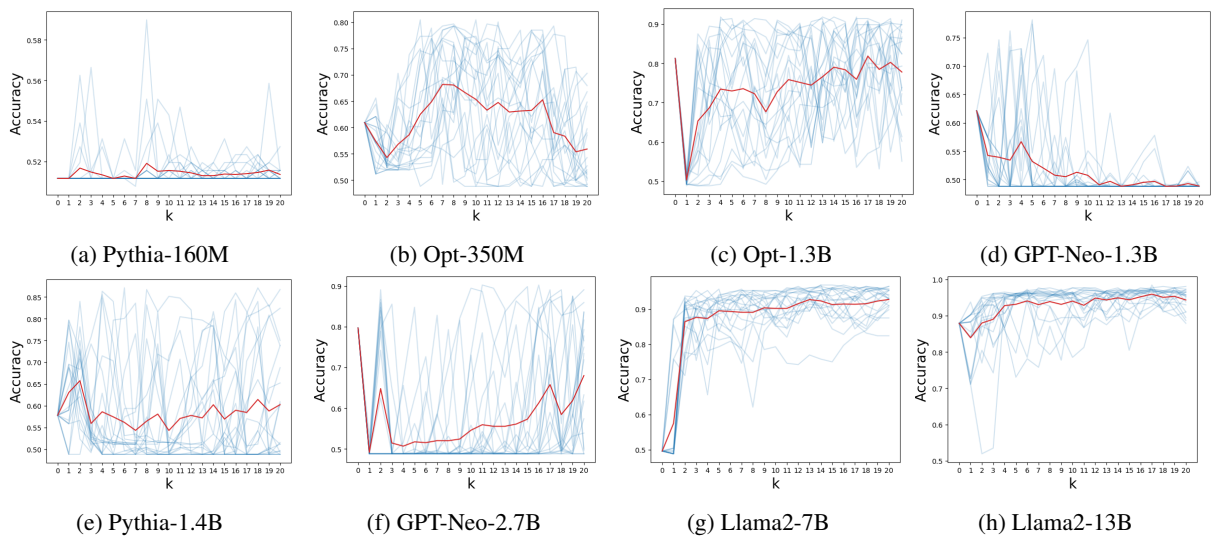 0.58
0.56
0.54
0.52
Accuracy
0 1 2 3 4 5 6 7 8 9 10 11 12 13 14 15 16 17 18 19 20
k
(a) Pythia-160M
0.80
0.75
0.70
0.65
0.60
0.55
0.50
Accuracy
0 1 2 3 4 5 6 7 8 9 10 11 12 13 14 15 16 17 18 19 20
k
(b) Opt-350M
0.9
0.8
0.7
0.6
0.5
Accuracy
0 1 2 3 4 5 6 7 8 9 10 11 12 13 14 15 16 17 18 19 20
k
(c) Opt-1.3B
0.75
0.70
0.65
0.60
0.55
0.50
Accuracy
0 1 2 3 4 5 6 7 8 9 10 11 12 13 14 15 16 17 18 19 20
k
(d) GPT-Neo-1.3B
0.85
0.80
0.75
0.70
0.65
0.60
0.55
0.50
Accuracy
0 1 2 3 4 5 6 7 8 9 10 11 12 13 14 15 16 17 18 19 20
k
(e) Pythia-1.4B
0.9
0.8
0.7
0.6
0.5
Accuracy
0 1 2 3 4 5 6 7 8 9 10 11 12 13 14 15 16 17 18 19 20
k
(f) GPT-Neo-2.7B
0.9
0.8
0.7
0.6
0.5
Accuracy
0 1 2 3 4 5 6 7 8 9 10 11 12 13 14 15 16 17 18 19 20
k
(g) Llama2-7B
1.0
0.9
0.8
0.7
0.6
0.5
Accuracy
0 1 2 3 4 5 6 7 8 9 10 11 12 13 14 15 16 17 18 19 20
k
(h) Llama2-13B